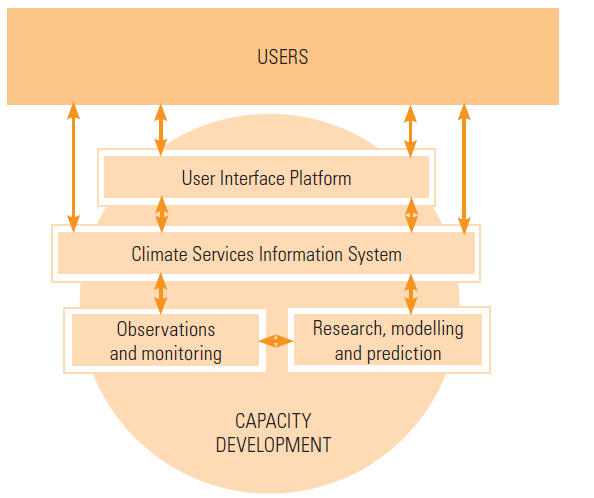 USERS
User Interface Platform
Climate Services Information System
Observations
and monitoring
Research, modelling
and prediction
CAPACITY
DEVELOPMENT